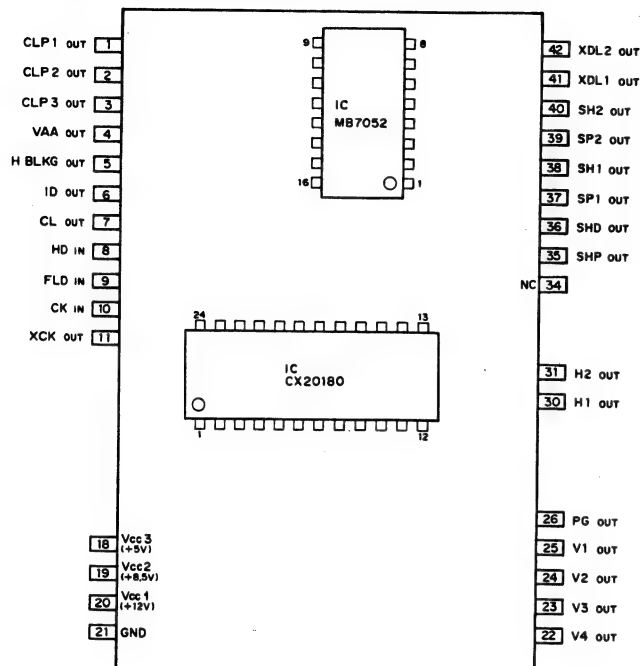 CLP1 OUT 1
CLP2 OUT 2
CLP3 OUT 3
VAA OUT 4
H BLKG OUT 5
ID OUT 6
CL OUT 7
HD IN 8
FLD IN 9
CK IN 10
XCK OUT 11
18 Vcc3
(+5V)
19 Vcc2
(+8,5V)
20 Vcc1
(+12V)
21 GND
9 8
IC
MB7052
16 1
24 13
IC
CX20180
1 12
42 XDL2 OUT
41 XDL1 OUT
40 SH2 OUT
39 SP2 OUT
38 SH1 OUT
37 SP1 OUT
36 SHD OUT
35 SHP OUT
NC 34
31 H2 OUT
30 H1 OUT
26 PG OUT
25 V1 OUT
24 V2 OUT
23 V3 OUT
22 V4 OUT